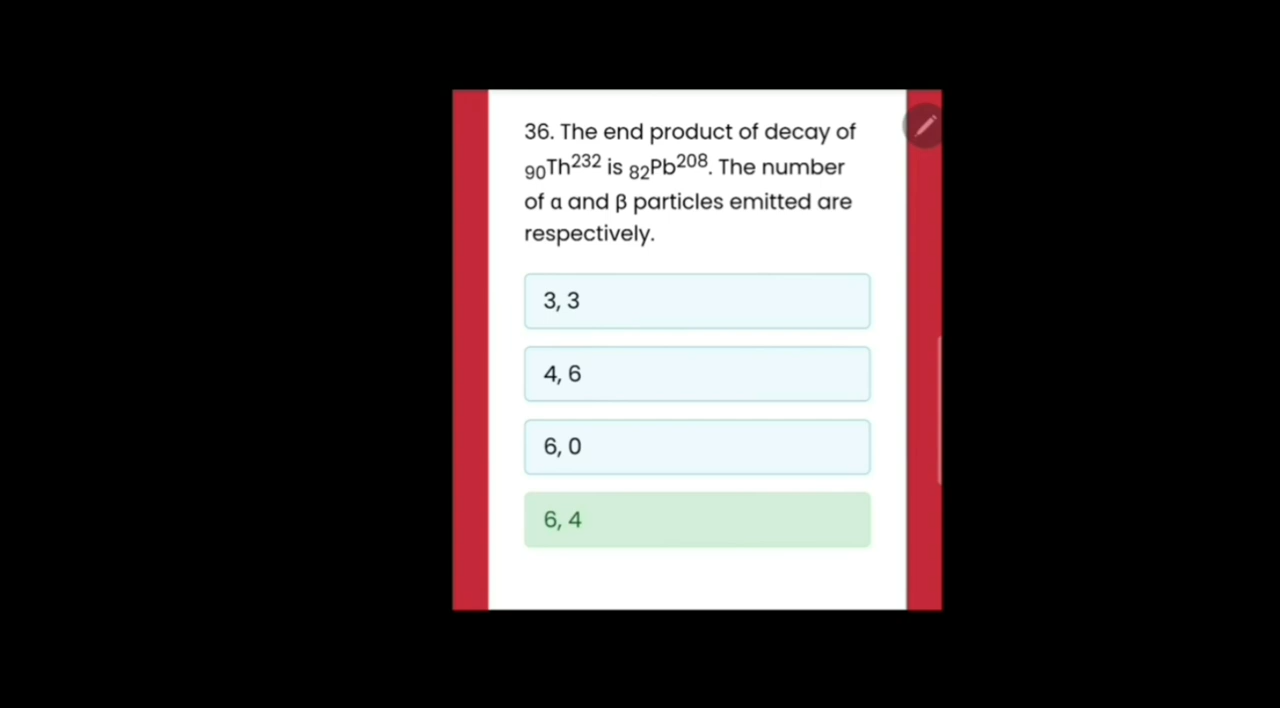 36. The end product of decay of
₉₀Th²³² is ₈₂Pb²⁰⁸. The number
of α and β particles emitted are
respectively.
3, 3
4, 6
6, 0
6, 4